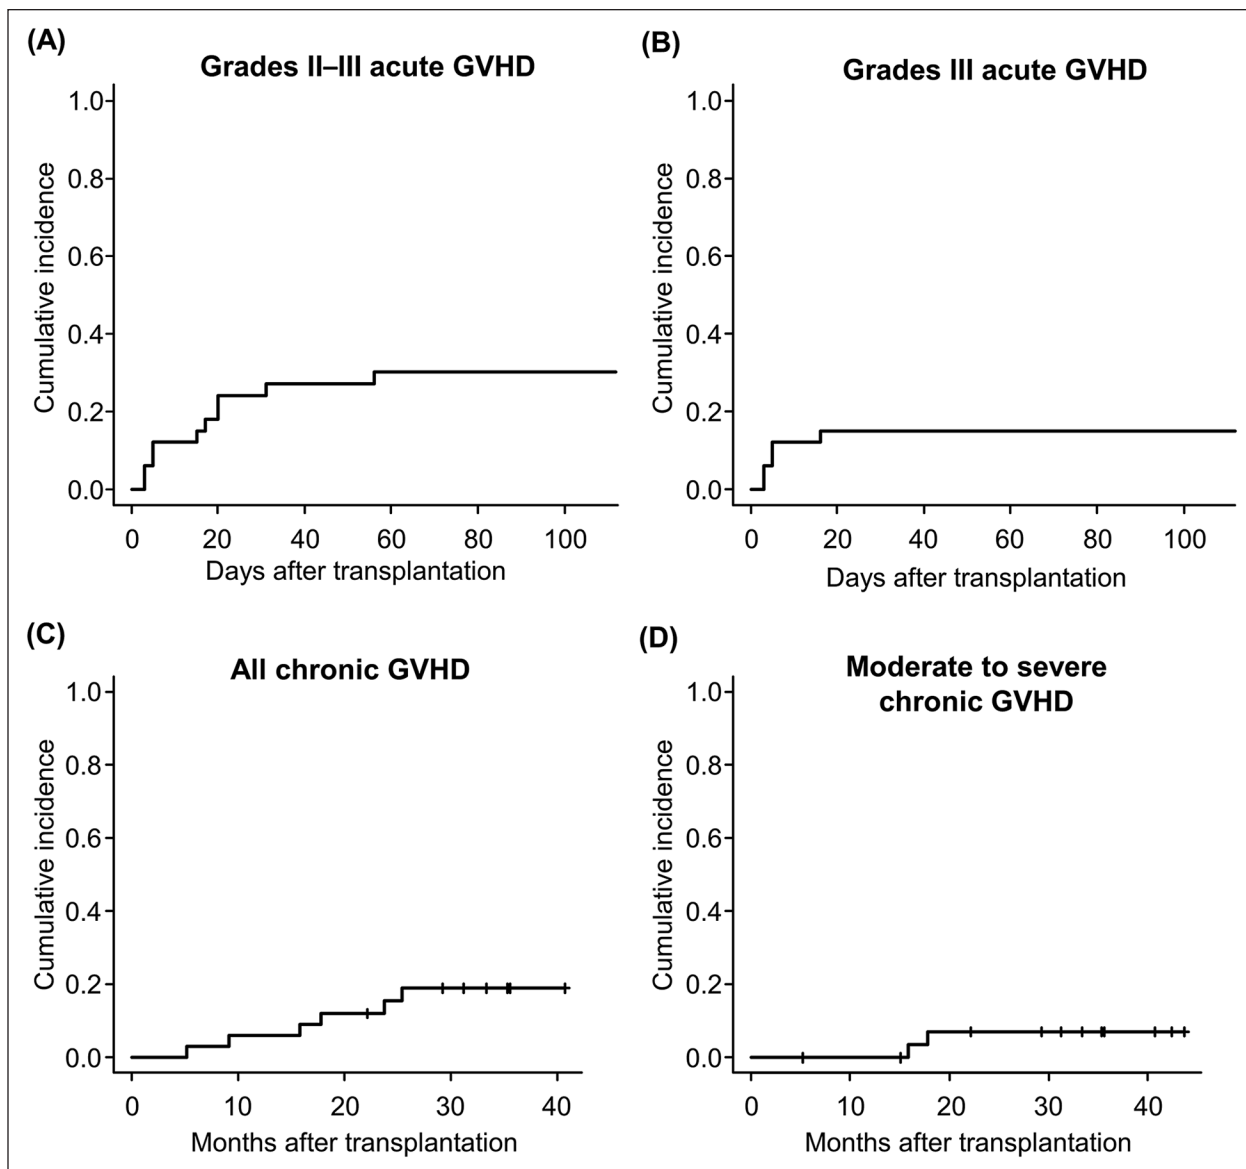 (A)
Grades II–III acute GVHD
Cumulative incidence
1.0
0.8
0.6
0.4
0.2
0.0
0 20 40 60 80 100
Days after transplantation
(B)
Grades III acute GVHD
Cumulative incidence
1.0
0.8
0.6
0.4
0.2
0.0
0 20 40 60 80 100
Days after transplantation
(C)
All chronic GVHD
Cumulative incidence
1.0
0.8
0.6
0.4
0.2
0.0
0 10 20 30 40
Months after transplantation
(D)
Moderate to severe
chronic GVHD
Cumulative incidence
1.0
0.8
0.6
0.4
0.2
0.0
0 10 20 30 40
Months after transplantation